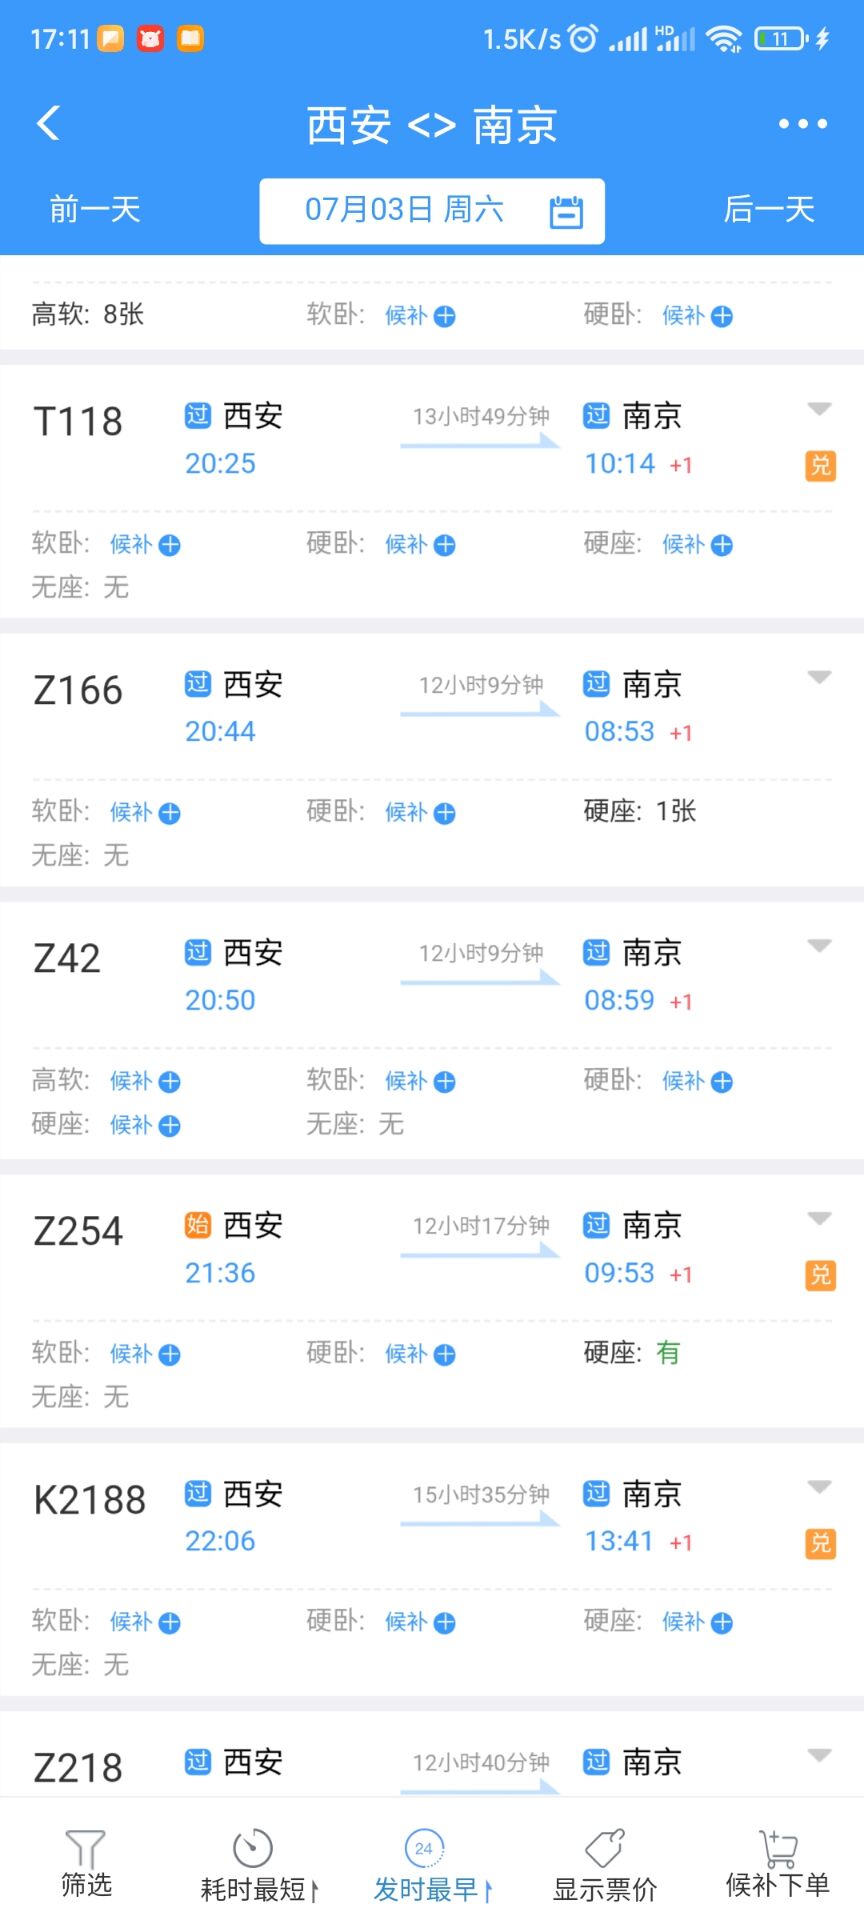 17:11 1.5K/s HD 11
西安 <> 南京
前一天 07月03日 周六 后一天
高软: 8张 软卧: 候补 硬卧: 候补
T118 过 西安 13小时49分钟 过 南京
20:25 10:14 +1 兑
软卧: 候补 硬卧: 候补 硬座: 候补
无座: 无
Z166 过 西安 12小时9分钟 过 南京
20:44 08:53 +1
软卧: 候补 硬卧: 候补 硬座: 1张
无座: 无
Z42 过 西安 12小时9分钟 过 南京
20:50 08:59 +1
高软: 候补 软卧: 候补 硬卧: 候补
硬座: 候补 无座: 无
Z254 始 西安 12小时17分钟 过 南京
21:36 09:53 +1 兑
软卧: 候补 硬卧: 候补 硬座: 有
无座: 无
K2188 过 西安 15小时35分钟 过 南京
22:06 13:41 +1 兑
软卧: 候补 硬卧: 候补 硬座: 候补
无座: 无
Z218 过 西安 12小时40分钟 过 南京
24
筛选 耗时最短 发时最早 显示票价 候补下单